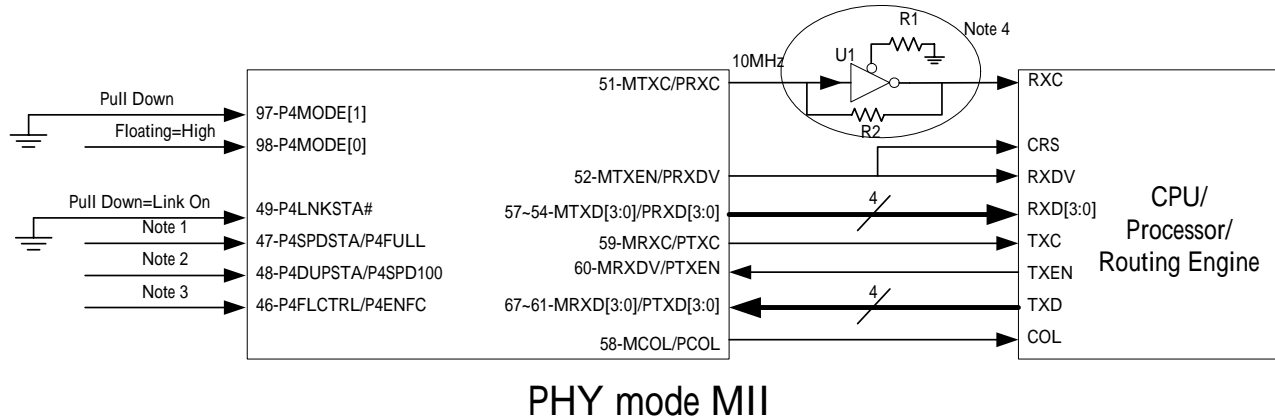 R1
Note 4
U1
10MHz
R2
51-MTXC/PRXC
RXC
Pull Down
97-P4MODE[1]
Floating=High
98-P4MODE[0]
CRS
52-MTXEN/PRXDV
RXDV
Pull Down=Link On
49-P4LNKSTA#
4
57~54-MTXD[3:0]/PRXD[3:0]
RXD[3:0]
Note 1
47-P4SPDSTA/P4FULL
59-MRXC/PTXC
TXC
Note 2
48-P4DUPSTA/P4SPD100
60-MRXDV/PTXEN
TXEN
Note 3
46-P4FLCTRL/P4ENFC
4
67~61-MRXD[3:0]/PTXD[3:0]
TXD
58-MCOL/PCOL
COL
CPU/
Processor/
Routing Engine
PHY mode MII